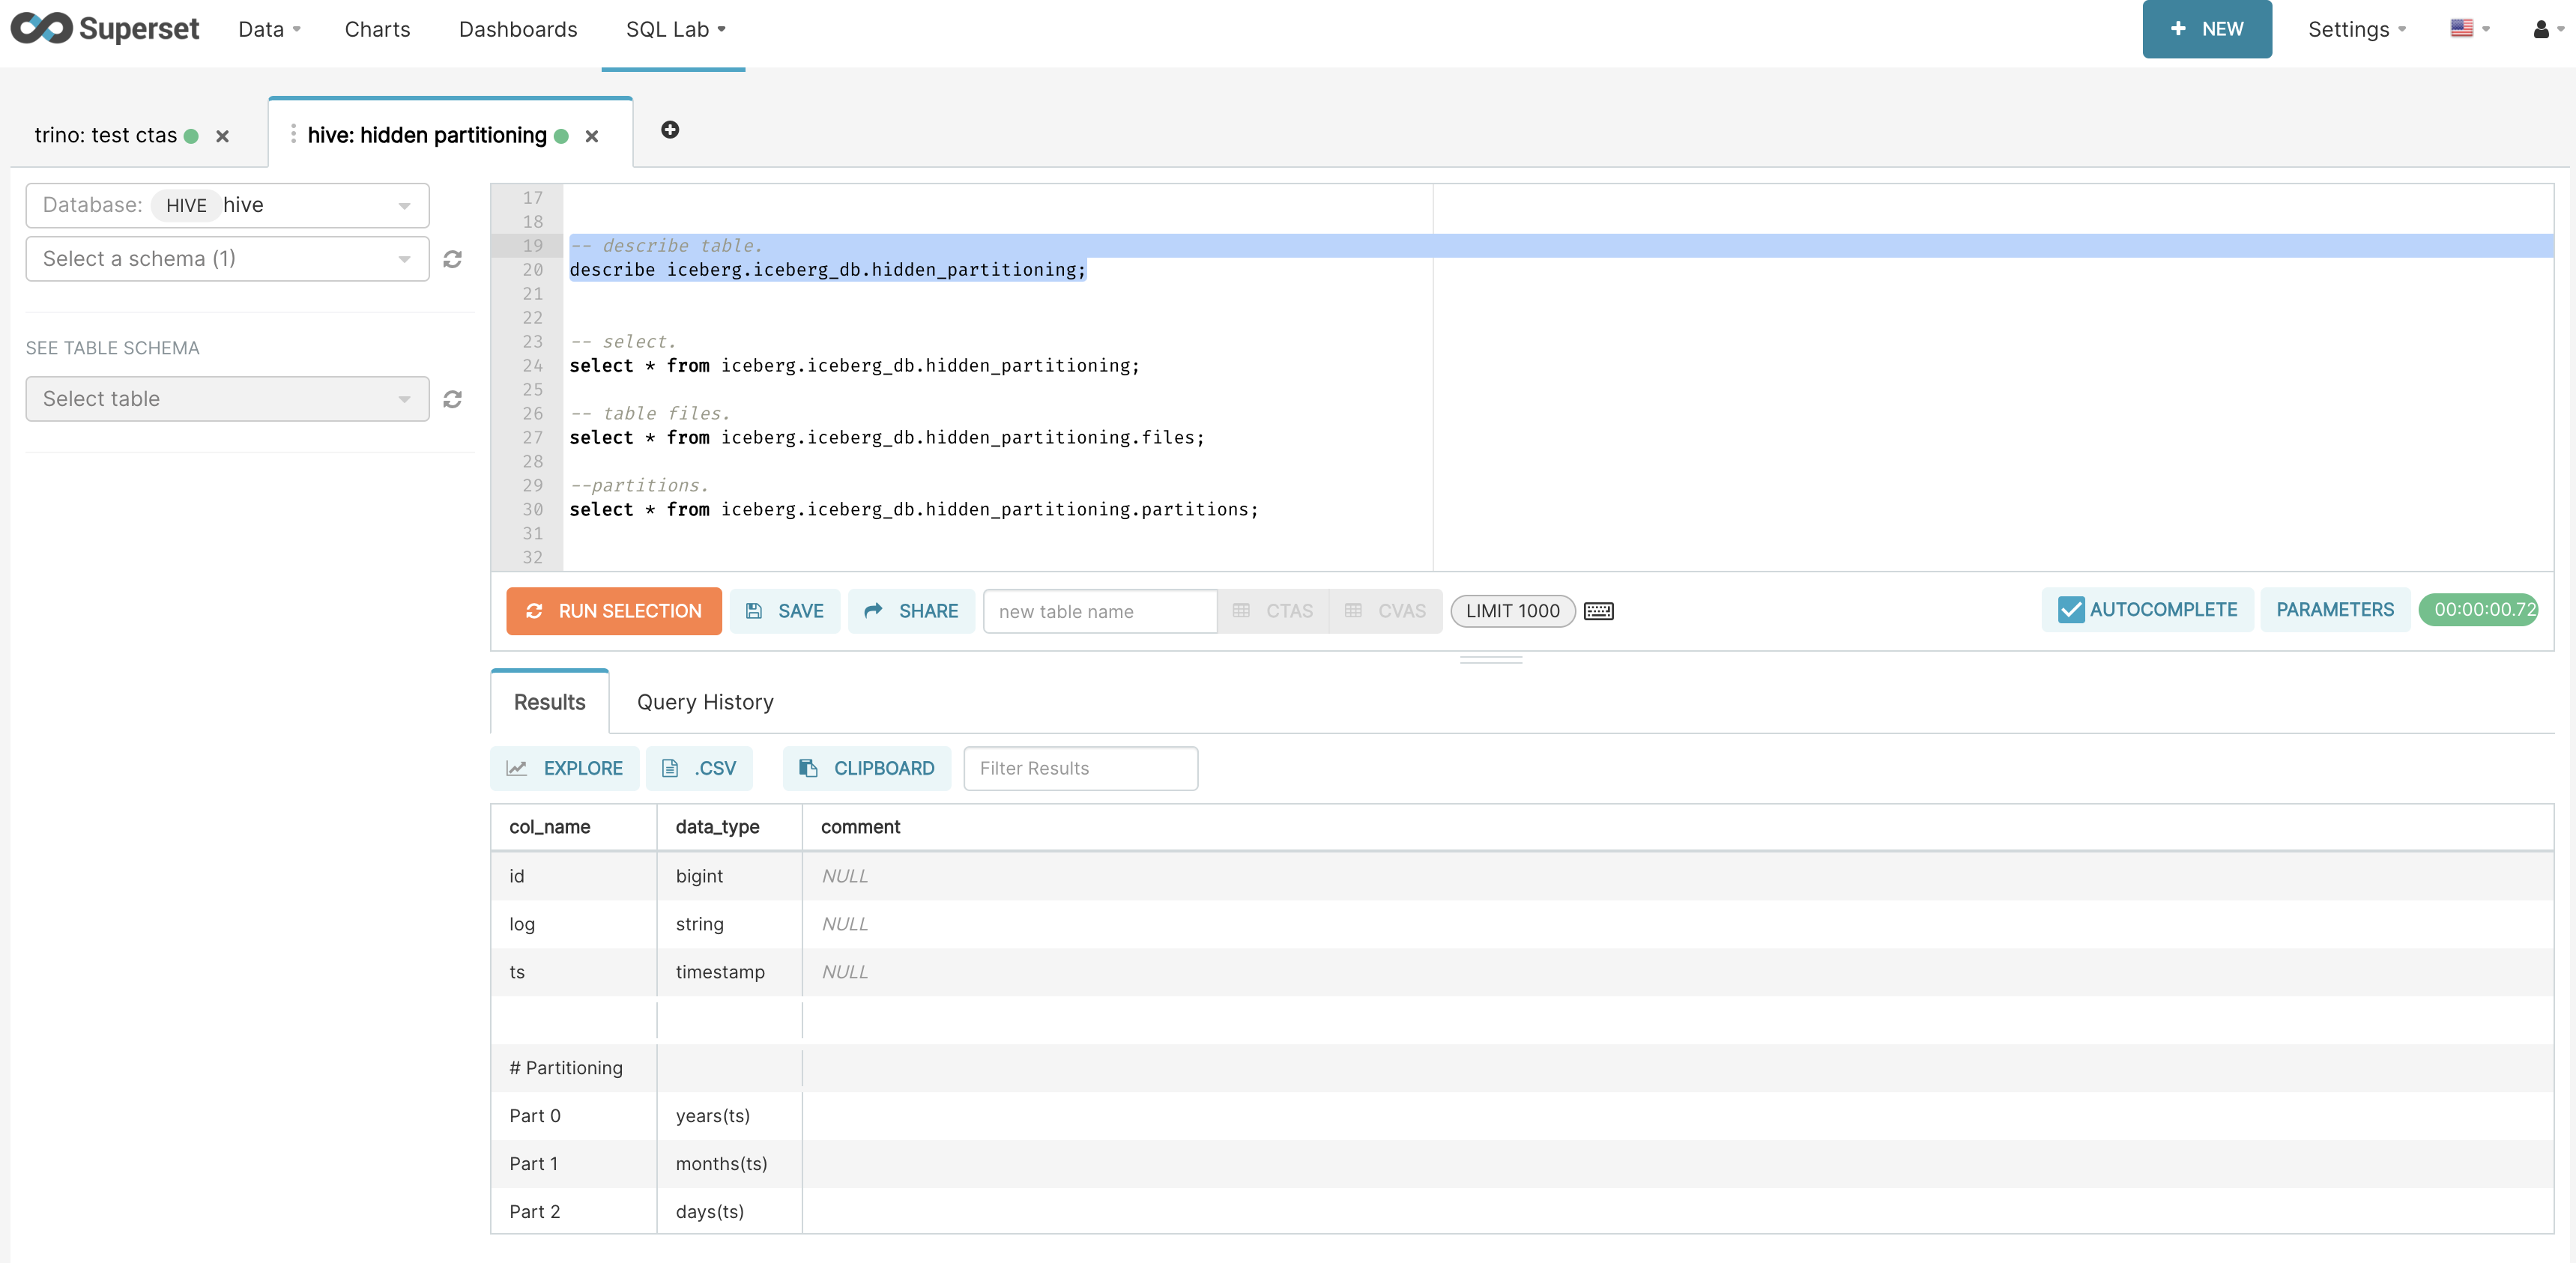 Superset Data Charts Dashboards SQL Lab + NEW Settings
trino: test ctas hive: hidden partitioning
Database: HIVE hive
Select a schema (1)
SEE TABLE SCHEMA
Select table
17
18
19 -- describe table.
20 describe iceberg.iceberg_db.hidden_partitioning;
21
22
23 -- select.
24 select * from iceberg.iceberg_db.hidden_partitioning;
25
26 -- table files.
27 select * from iceberg.iceberg_db.hidden_partitioning.files;
28
29 --partitions.
30 select * from iceberg.iceberg_db.hidden_partitioning.partitions;
31
32
RUN SELECTION SAVE SHARE new table name CTAS CVAS LIMIT 1000 AUTOCOMPLETE PARAMETERS 00:00:00.72
Results Query History
EXPLORE .CSV CLIPBOARD Filter Results
col_name data_type comment
id bigint NULL
log string NULL
ts timestamp NULL
# Partitioning
Part 0 years(ts)
Part 1 months(ts)
Part 2 days(ts)